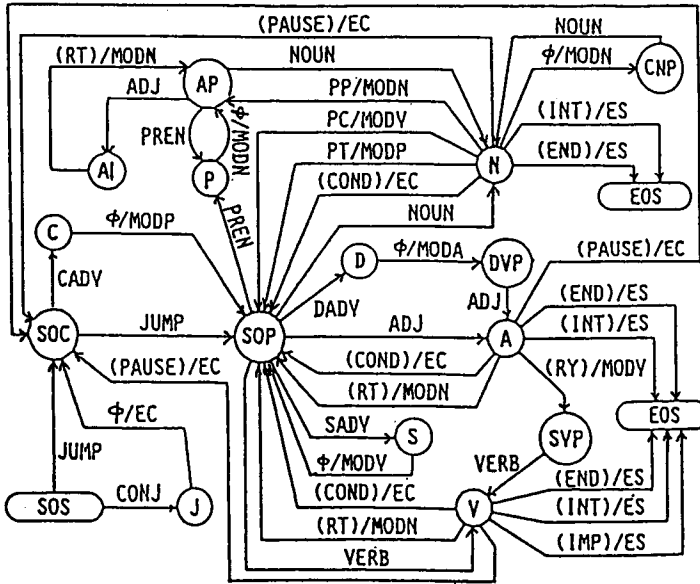 (PAUSE)/EC
NOUN
(RT)/MODN
AP
NOUN
ϕ/MODN
CNP
ADJ
PP/MODN
PREN
ϕ/MODN
PC/MODV
(INT)/ES
AI
P
PT/MODP
N
(END)/ES
(COND)/EC
EOS
PREN
NOUN
C
ϕ/MODP
D
ϕ/MODA
DVP
(PAUSE)/EC
CADV
DADV
ADJ
(END)/ES
SOC
JUMP
SOP
ADJ
A
(INT)/ES
(PAUSE)/EC
(COND)/EC
(RY)/MODV
(RT)/MODN
EOS
ϕ/EC
SADV
S
SVP
JUMP
ϕ/MODV
VERB
(COND)/EC
(END)/ES
SOS
CONJ
J
V
(RT)/MODN
(INT)/ES
VERB
(IMP)/ES